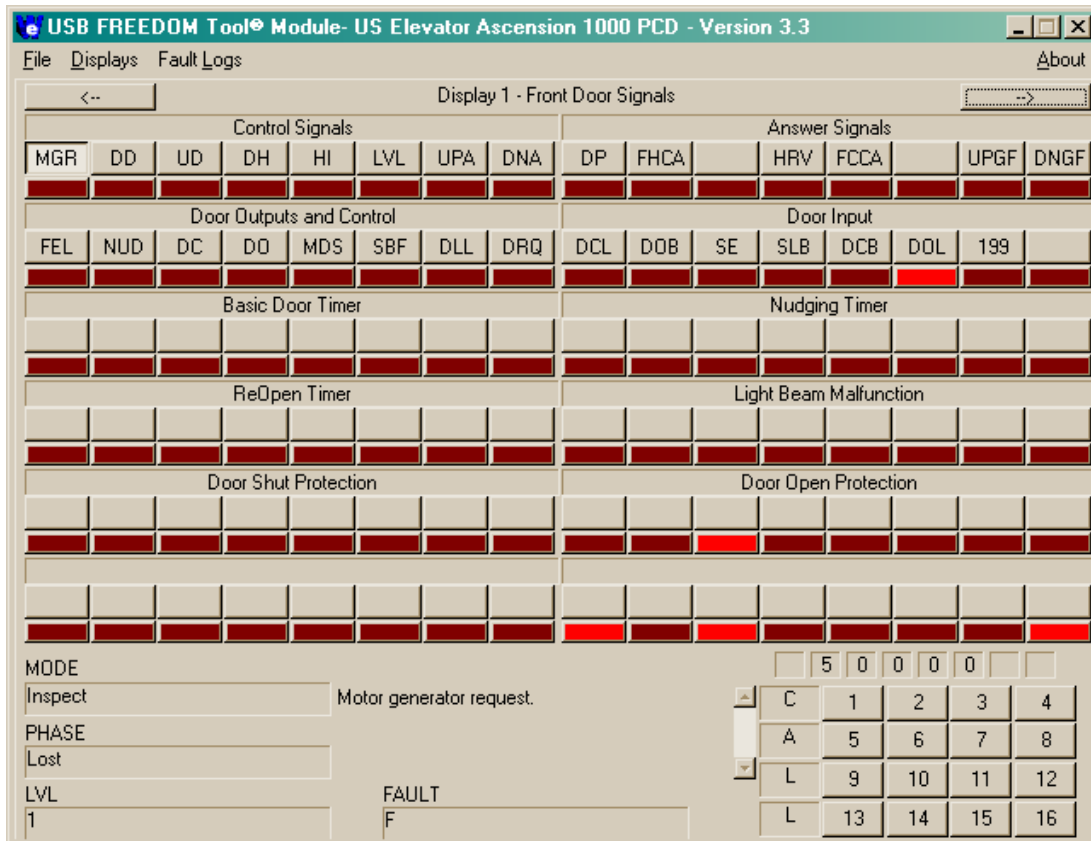 USB FREEDOM Tool® Module- US Elevator Ascension 1000 PCD - Version 3.3
File Displays Fault Logs About
<-- Display 1 - Front Door Signals -->
Control Signals Answer Signals
MGR DD UD DH HI LVL UPA DNA DP FHCA HRV FCCA UPGF DNGF
Door Outputs and Control Door Input
FEL NUD DC DO MDS SBF DLL DRQ DCL DOB SE SLB DCB DOL 199
Basic Door Timer Nudging Timer
ReOpen Timer Light Beam Malfunction
Door Shut Protection Door Open Protection
MODE 5 0 0 0 0
Inspect Motor generator request. C 1 2 3 4
PHASE A 5 6 7 8
Lost L 9 10 11 12
LVL FAULT
1 F L 13 14 15 16